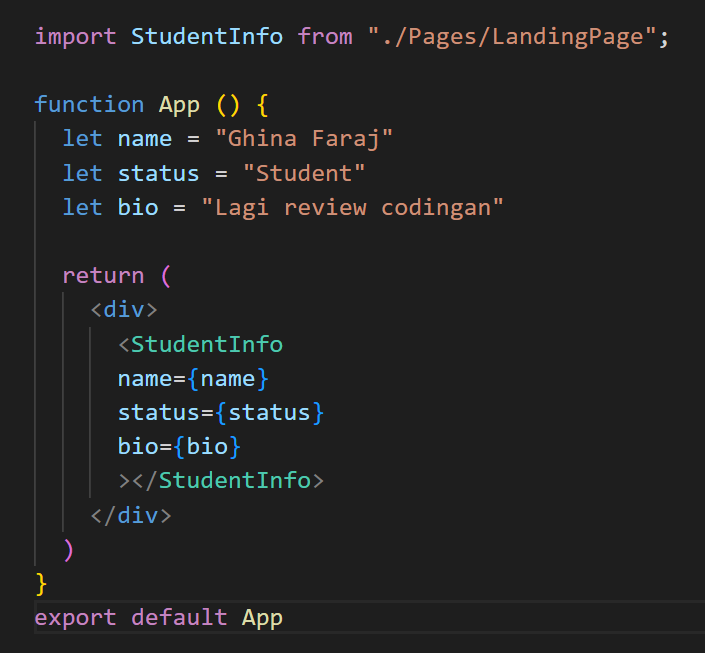 import StudentInfo from "./Pages/LandingPage";
function App () {
let name = "Ghina Faraj"
let status = "Student"
let bio = "Lagi review codingan"
return (
<div>
<StudentInfo
name={name}
status={status}
bio={bio}
></StudentInfo>
</div>
)
}
export default App